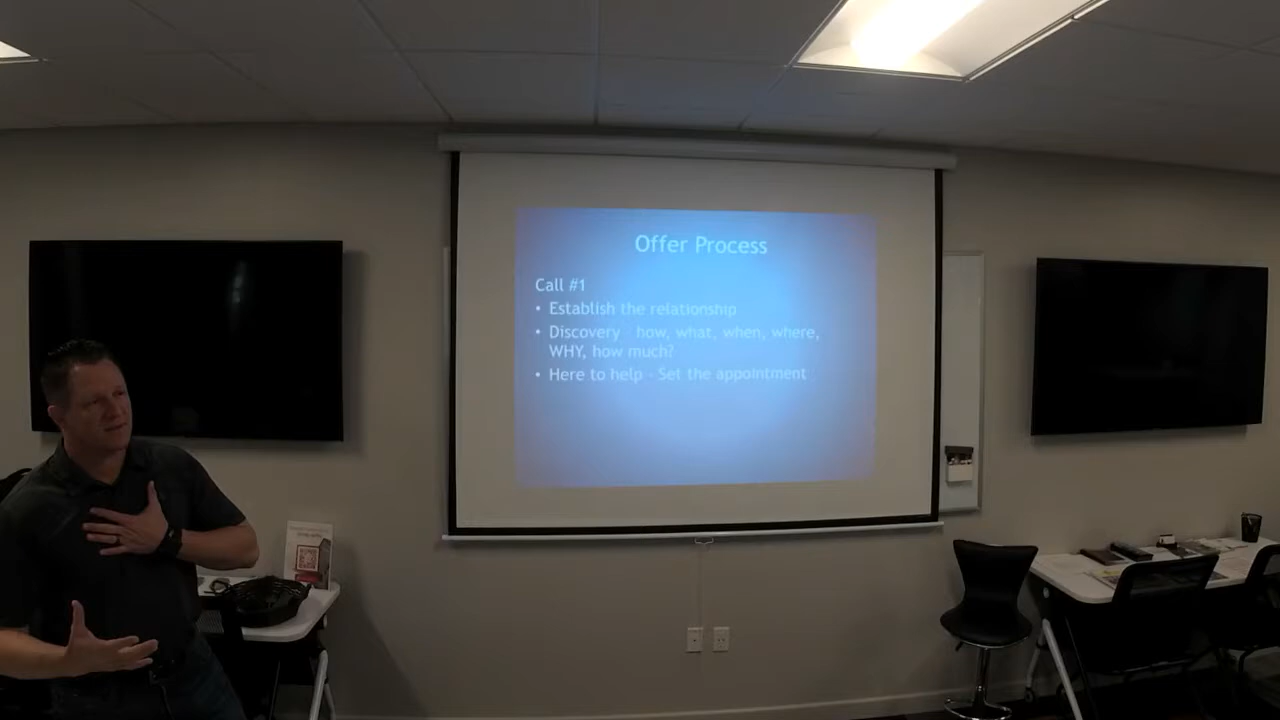 Offer Process
Call #1
• Establish the relationship
• Discovery - how, what, when, where,
WHY, how much?
• Here to help - Set the appointment